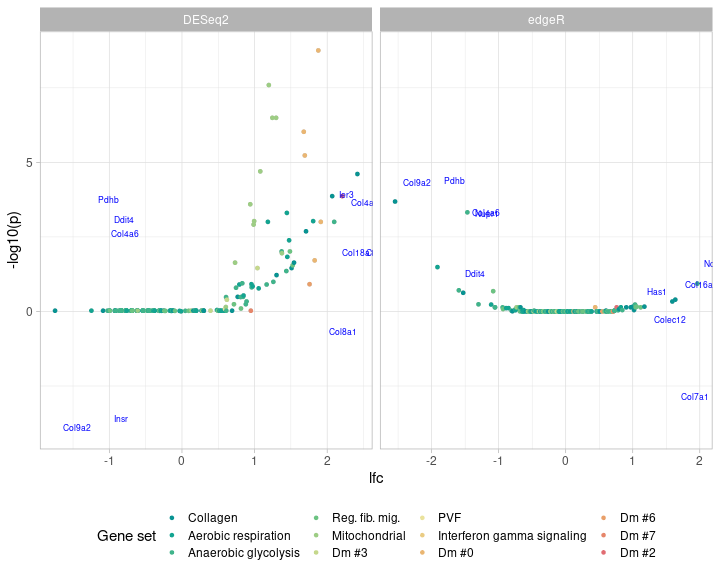 DESeq2
edgeR
-log10(p)
5
0
Pdhb
Ddit4
Col4a6
Ier3
Col4a
Col18a
Col8a1
Insr
Col9a2
Col9a2
Pdhb
Col4a6
Ddit4
No
Col16a
Has1
Colec12
Col7a1
-1
0
1
2
-2
-1
0
1
2
lfc
Gene set
Collagen
Aerobic respiration
Anaerobic glycolysis
Reg. fib. mig.
Mitochondrial
Dm #3
PVF
Interferon gamma signaling
Dm #0
Dm #6
Dm #7
Dm #2